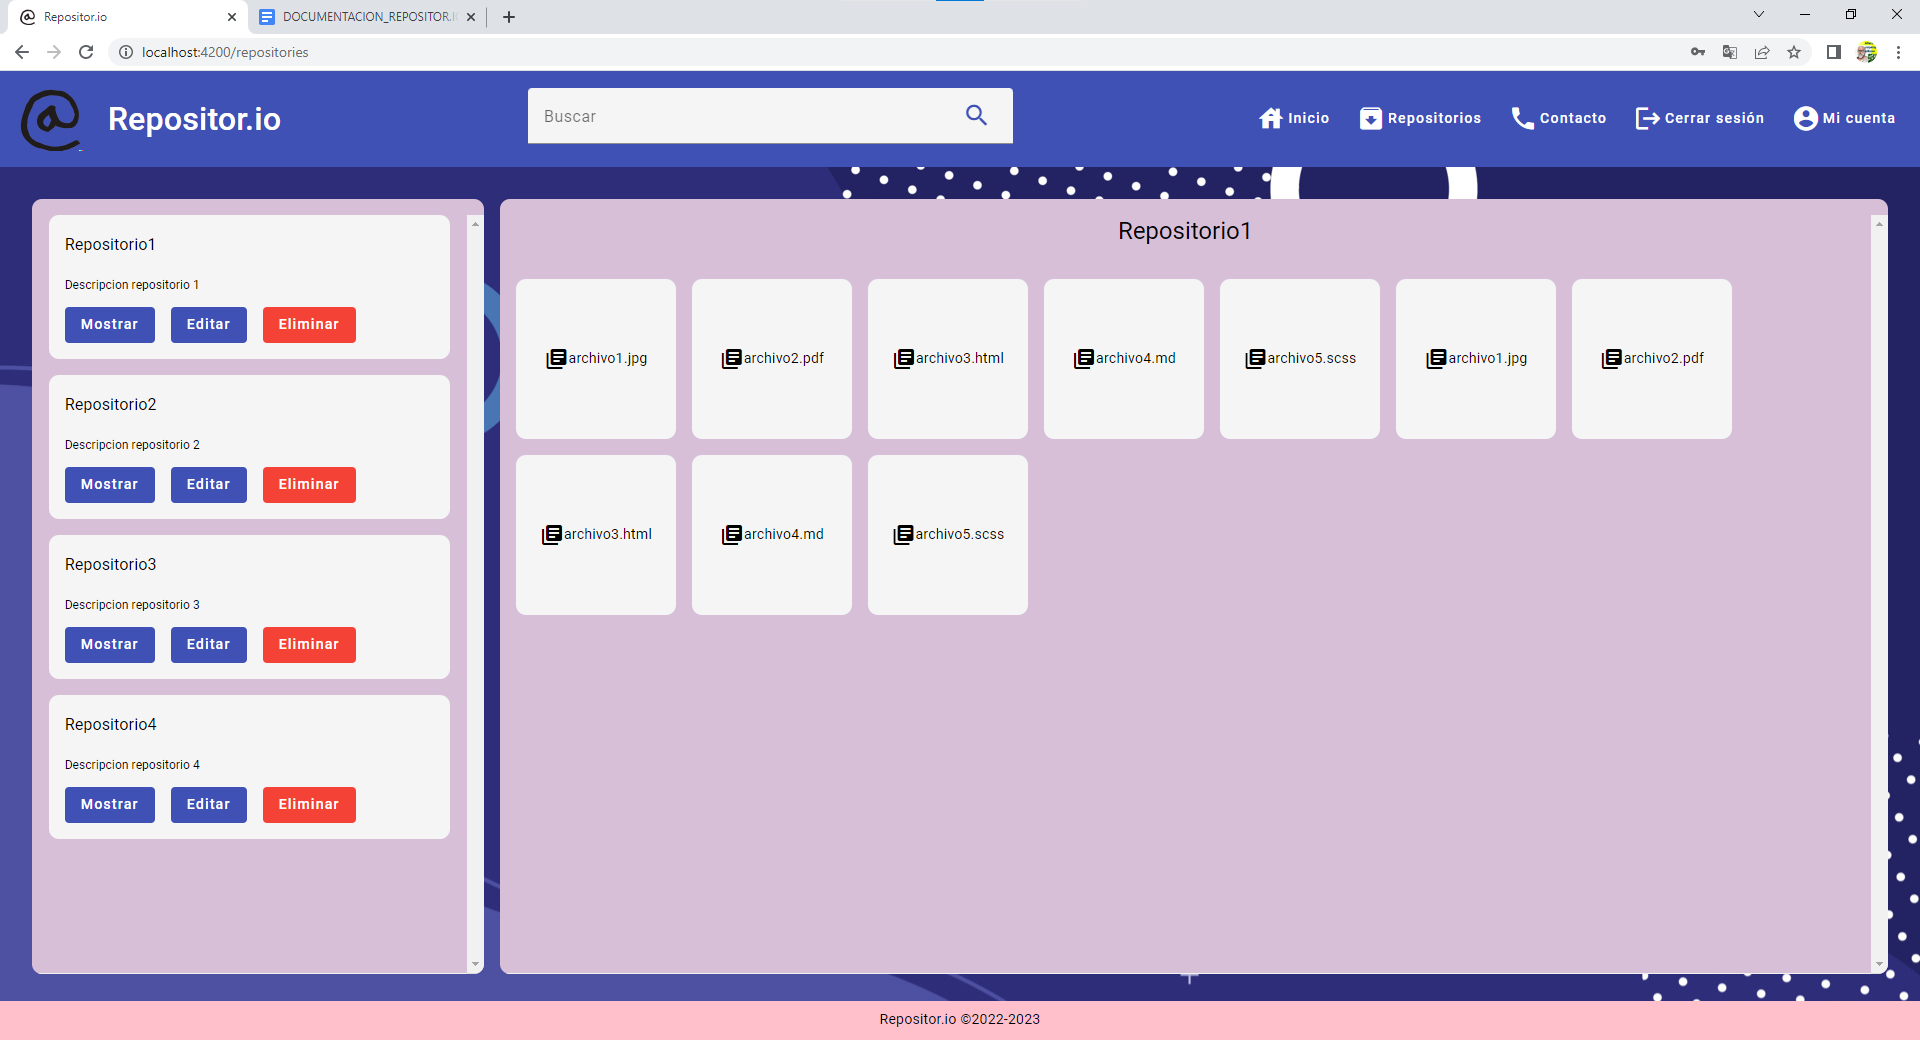 Repositor.io
DOCUMENTACION_REPOSITOR.I
localhost:4200/repositories
Repositor.io
Buscar
Inicio
Repositorios
Contacto
Cerrar sesión
Mi cuenta
Repositorio1
Descripcion repositorio 1
Mostrar Editar Eliminar
Repositorio2
Descripcion repositorio 2
Mostrar Editar Eliminar
Repositorio3
Descripcion repositorio 3
Mostrar Editar Eliminar
Repositorio4
Descripcion repositorio 4
Mostrar Editar Eliminar
Repositorio1
archivo1.jpg archivo2.pdf archivo3.html archivo4.md archivo5.scss archivo1.jpg archivo2.pdf
archivo3.html archivo4.md archivo5.scss
Repositor.io ©2022-2023